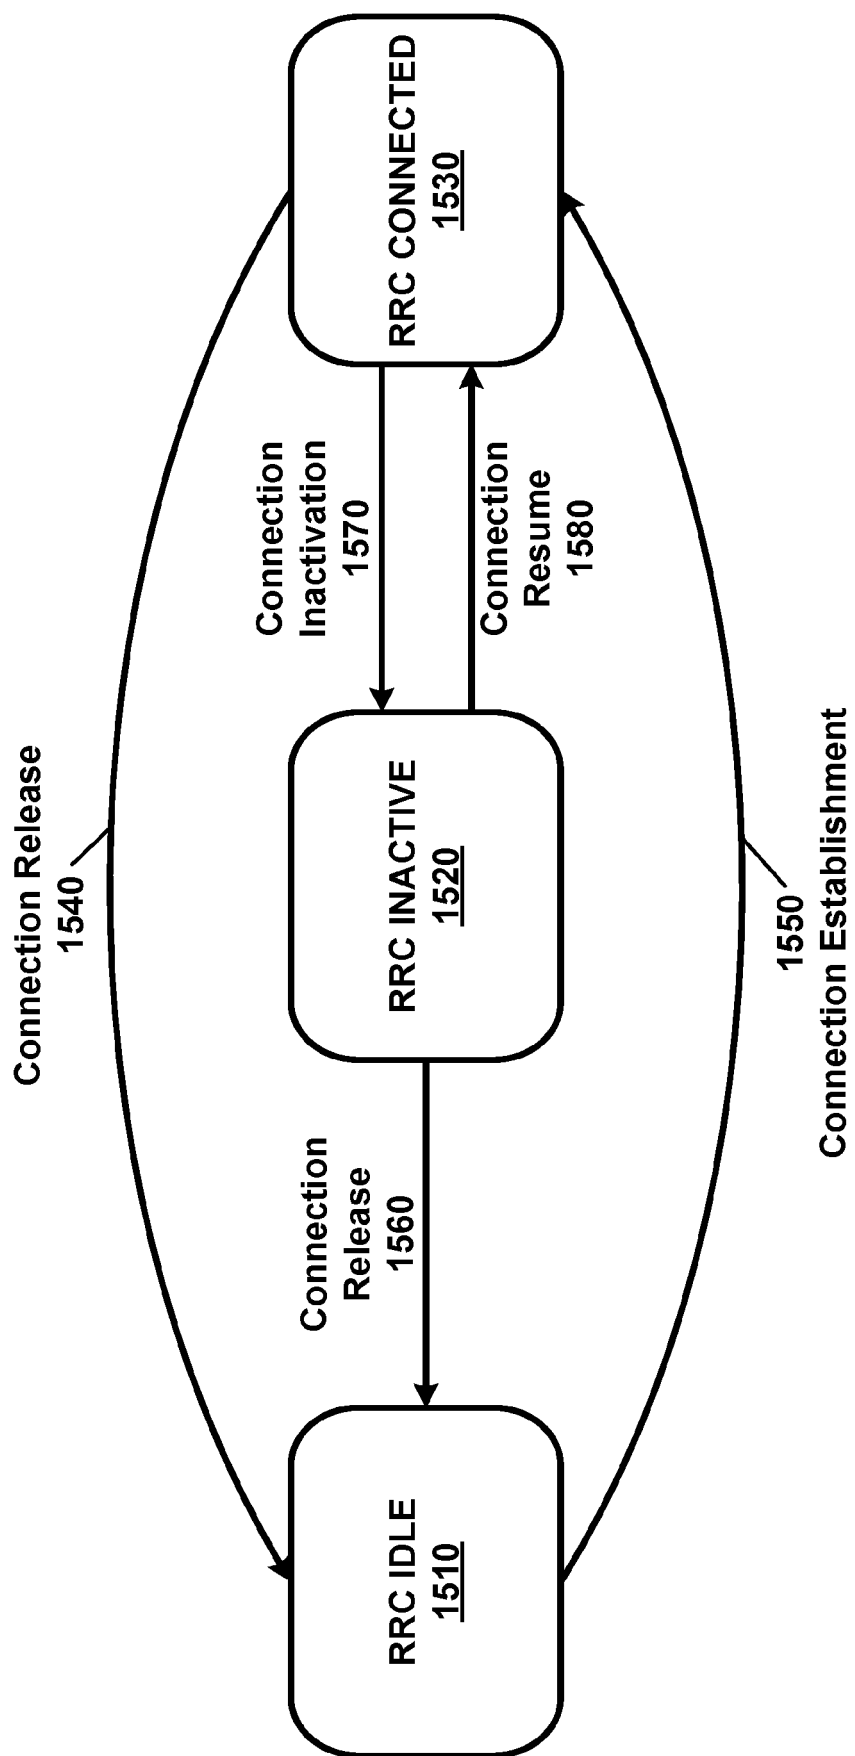 Connection Release
1540
RRC IDLE
1510
Connection
Release
1560
RRC INACTIVE
1520
Connection
Inactivation
1570
Connection
Resume
1580
RRC CONNECTED
1530
1550
Connection Establishment